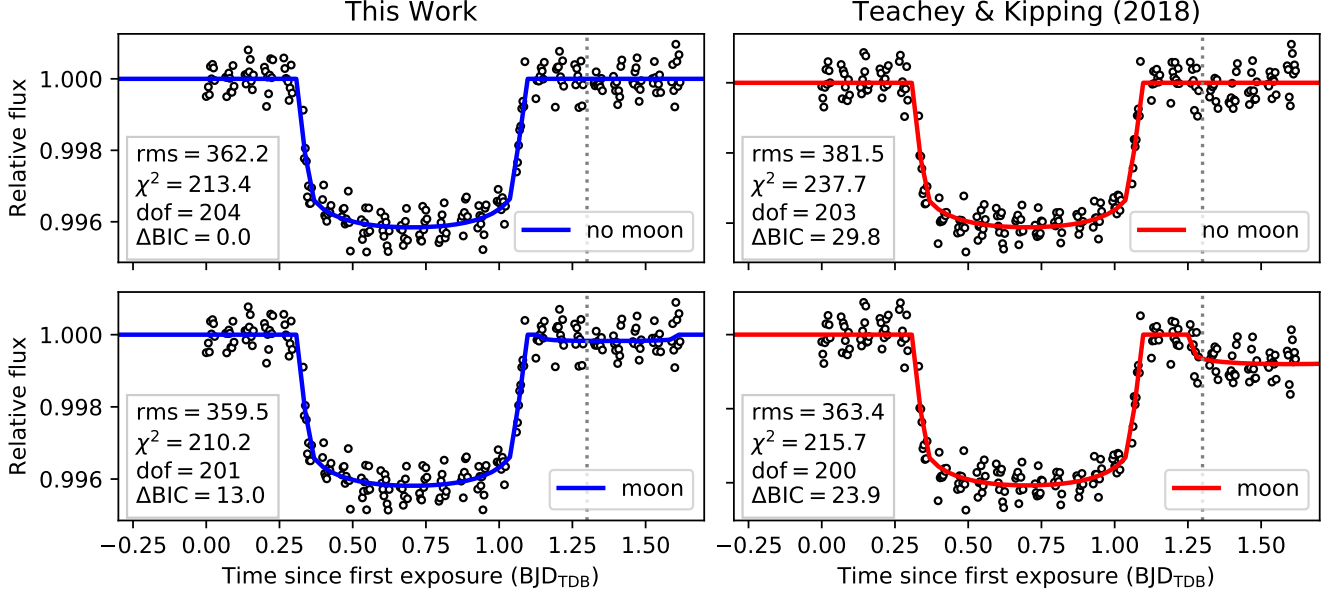 This Work
Teachey & Kipping (2018)
Relative flux
1.000
0.998
0.996
rms = 362.2
χ² = 213.4
dof = 204
ΔBIC = 0.0
no moon
rms = 381.5
χ² = 237.7
dof = 203
ΔBIC = 29.8
no moon
Relative flux
1.000
0.998
0.996
rms = 359.5
χ² = 210.2
dof = 201
ΔBIC = 13.0
moon
rms = 363.4
χ² = 215.7
dof = 200
ΔBIC = 23.9
moon
−0.25 0.00 0.25 0.50 0.75 1.00 1.25 1.50
−0.25 0.00 0.25 0.50 0.75 1.00 1.25 1.50
Time since first exposure (BJD_TDB)
Time since first exposure (BJD_TDB)